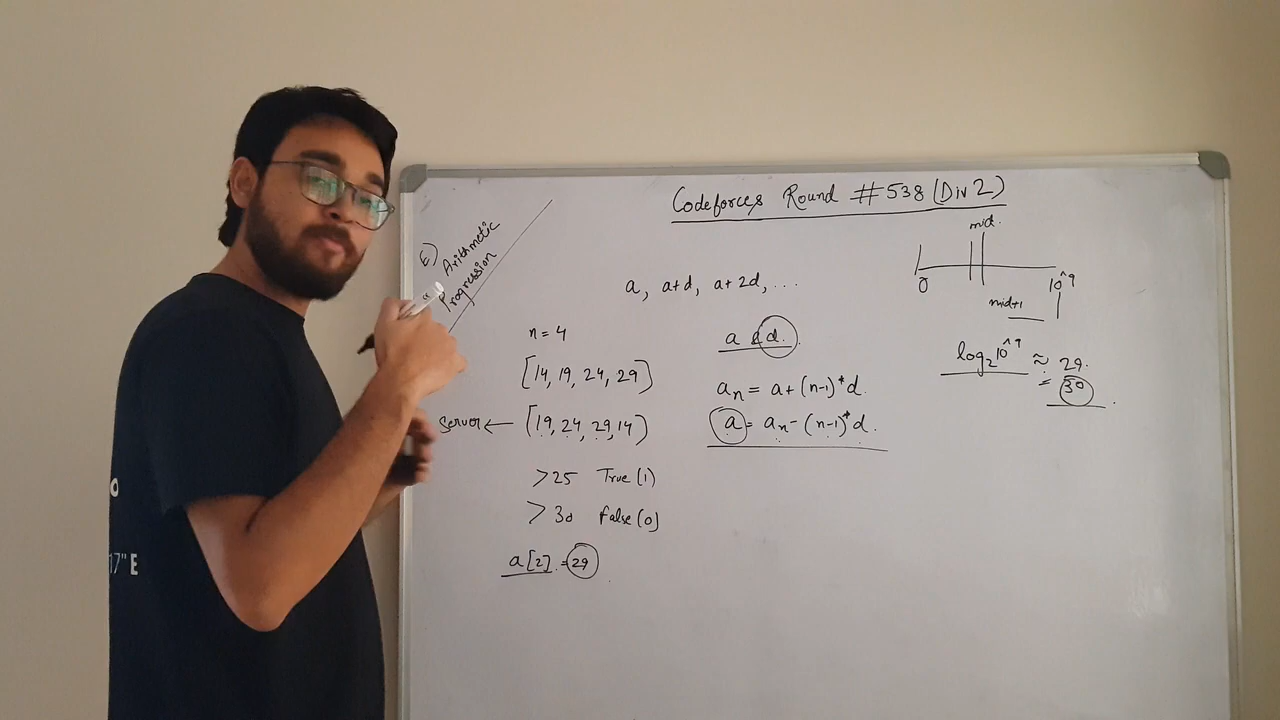 Codeforces Round #538 (Div 2)
E) Arithmetic
Progression
a, a+d, a+2d, ...
n = 4
[14, 19, 24, 29]
Server ← [19, 24, 29, 14]
>25 True (1)
>30 False (0)
a[2] = 29
a & d.
an = a + (n-1)*d.
a = an - (n-1)*d.
mid.
0
10^9
mid+1
log2 10^9 ≈ 29.
= 30
17" E